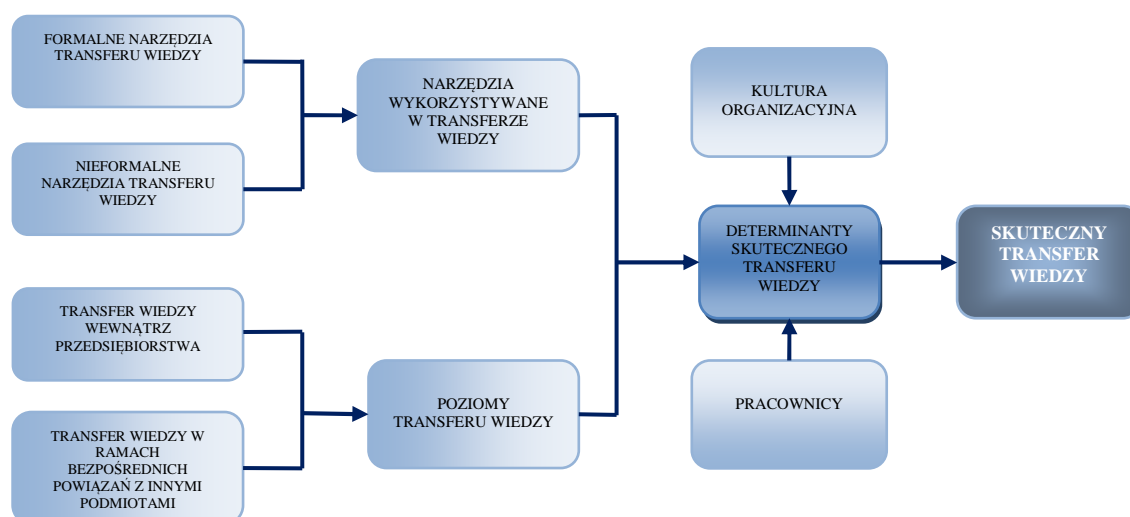 FORMALNE NARZĘDZIA
TRANSFERU WIEDZY
NIEFORMALNE
NARZĘDZIA TRANSFERU
WIEDZY
TRANSFER WIEDZY
WEWNĄTRZ
PRZEDSIĘBIORSTWA
TRANSFER WIEDZY W
RAMACH
BEZPOŚREDNICH
POWIĄZAŃ Z INNYMI
PODMIOTAMI
NARZĘDZIA
WYKORZYSTYWANE
W TRANSFERZE
WIEDZY
POZIOMY
TRANSFERU WIEDZY
KULTURA
ORGANIZACYJNA
DETERMINANTY
SKUTECZNEGO
TRANSFERU
WIEDZY
PRACOWNICY
SKUTECZNY
TRANSFER
WIEDZY